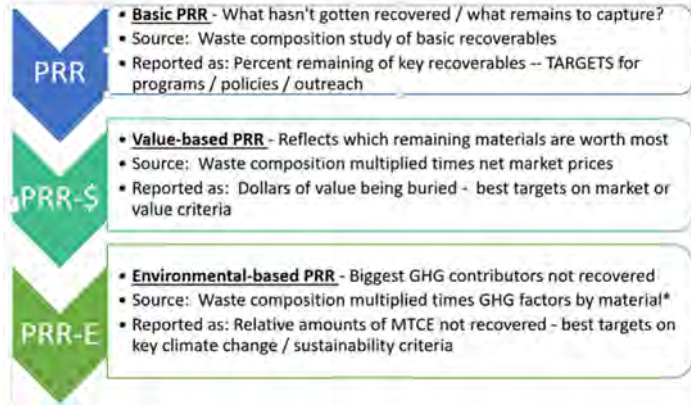 PRR
• Basic PRR - What hasn't gotten recovered / what remains to capture?
• Source: Waste composition study of basic recoverables
• Reported as: Percent remaining of key recoverables -- TARGETS for
programs / policies / outreach
PRR-$
• Value-based PRR - Reflects which remaining materials are worth most
• Source: Waste composition multiplied times net market prices
• Reported as: Dollars of value being buried - best targets on market or
value criteria
PRR-E
• Environmental-based PRR - Biggest GHG contributors not recovered
• Source: Waste composition multiplied times GHG factors by material*
• Reported as: Relative amounts of MTCE not recovered - best targets on
key climate change / sustainability criteria